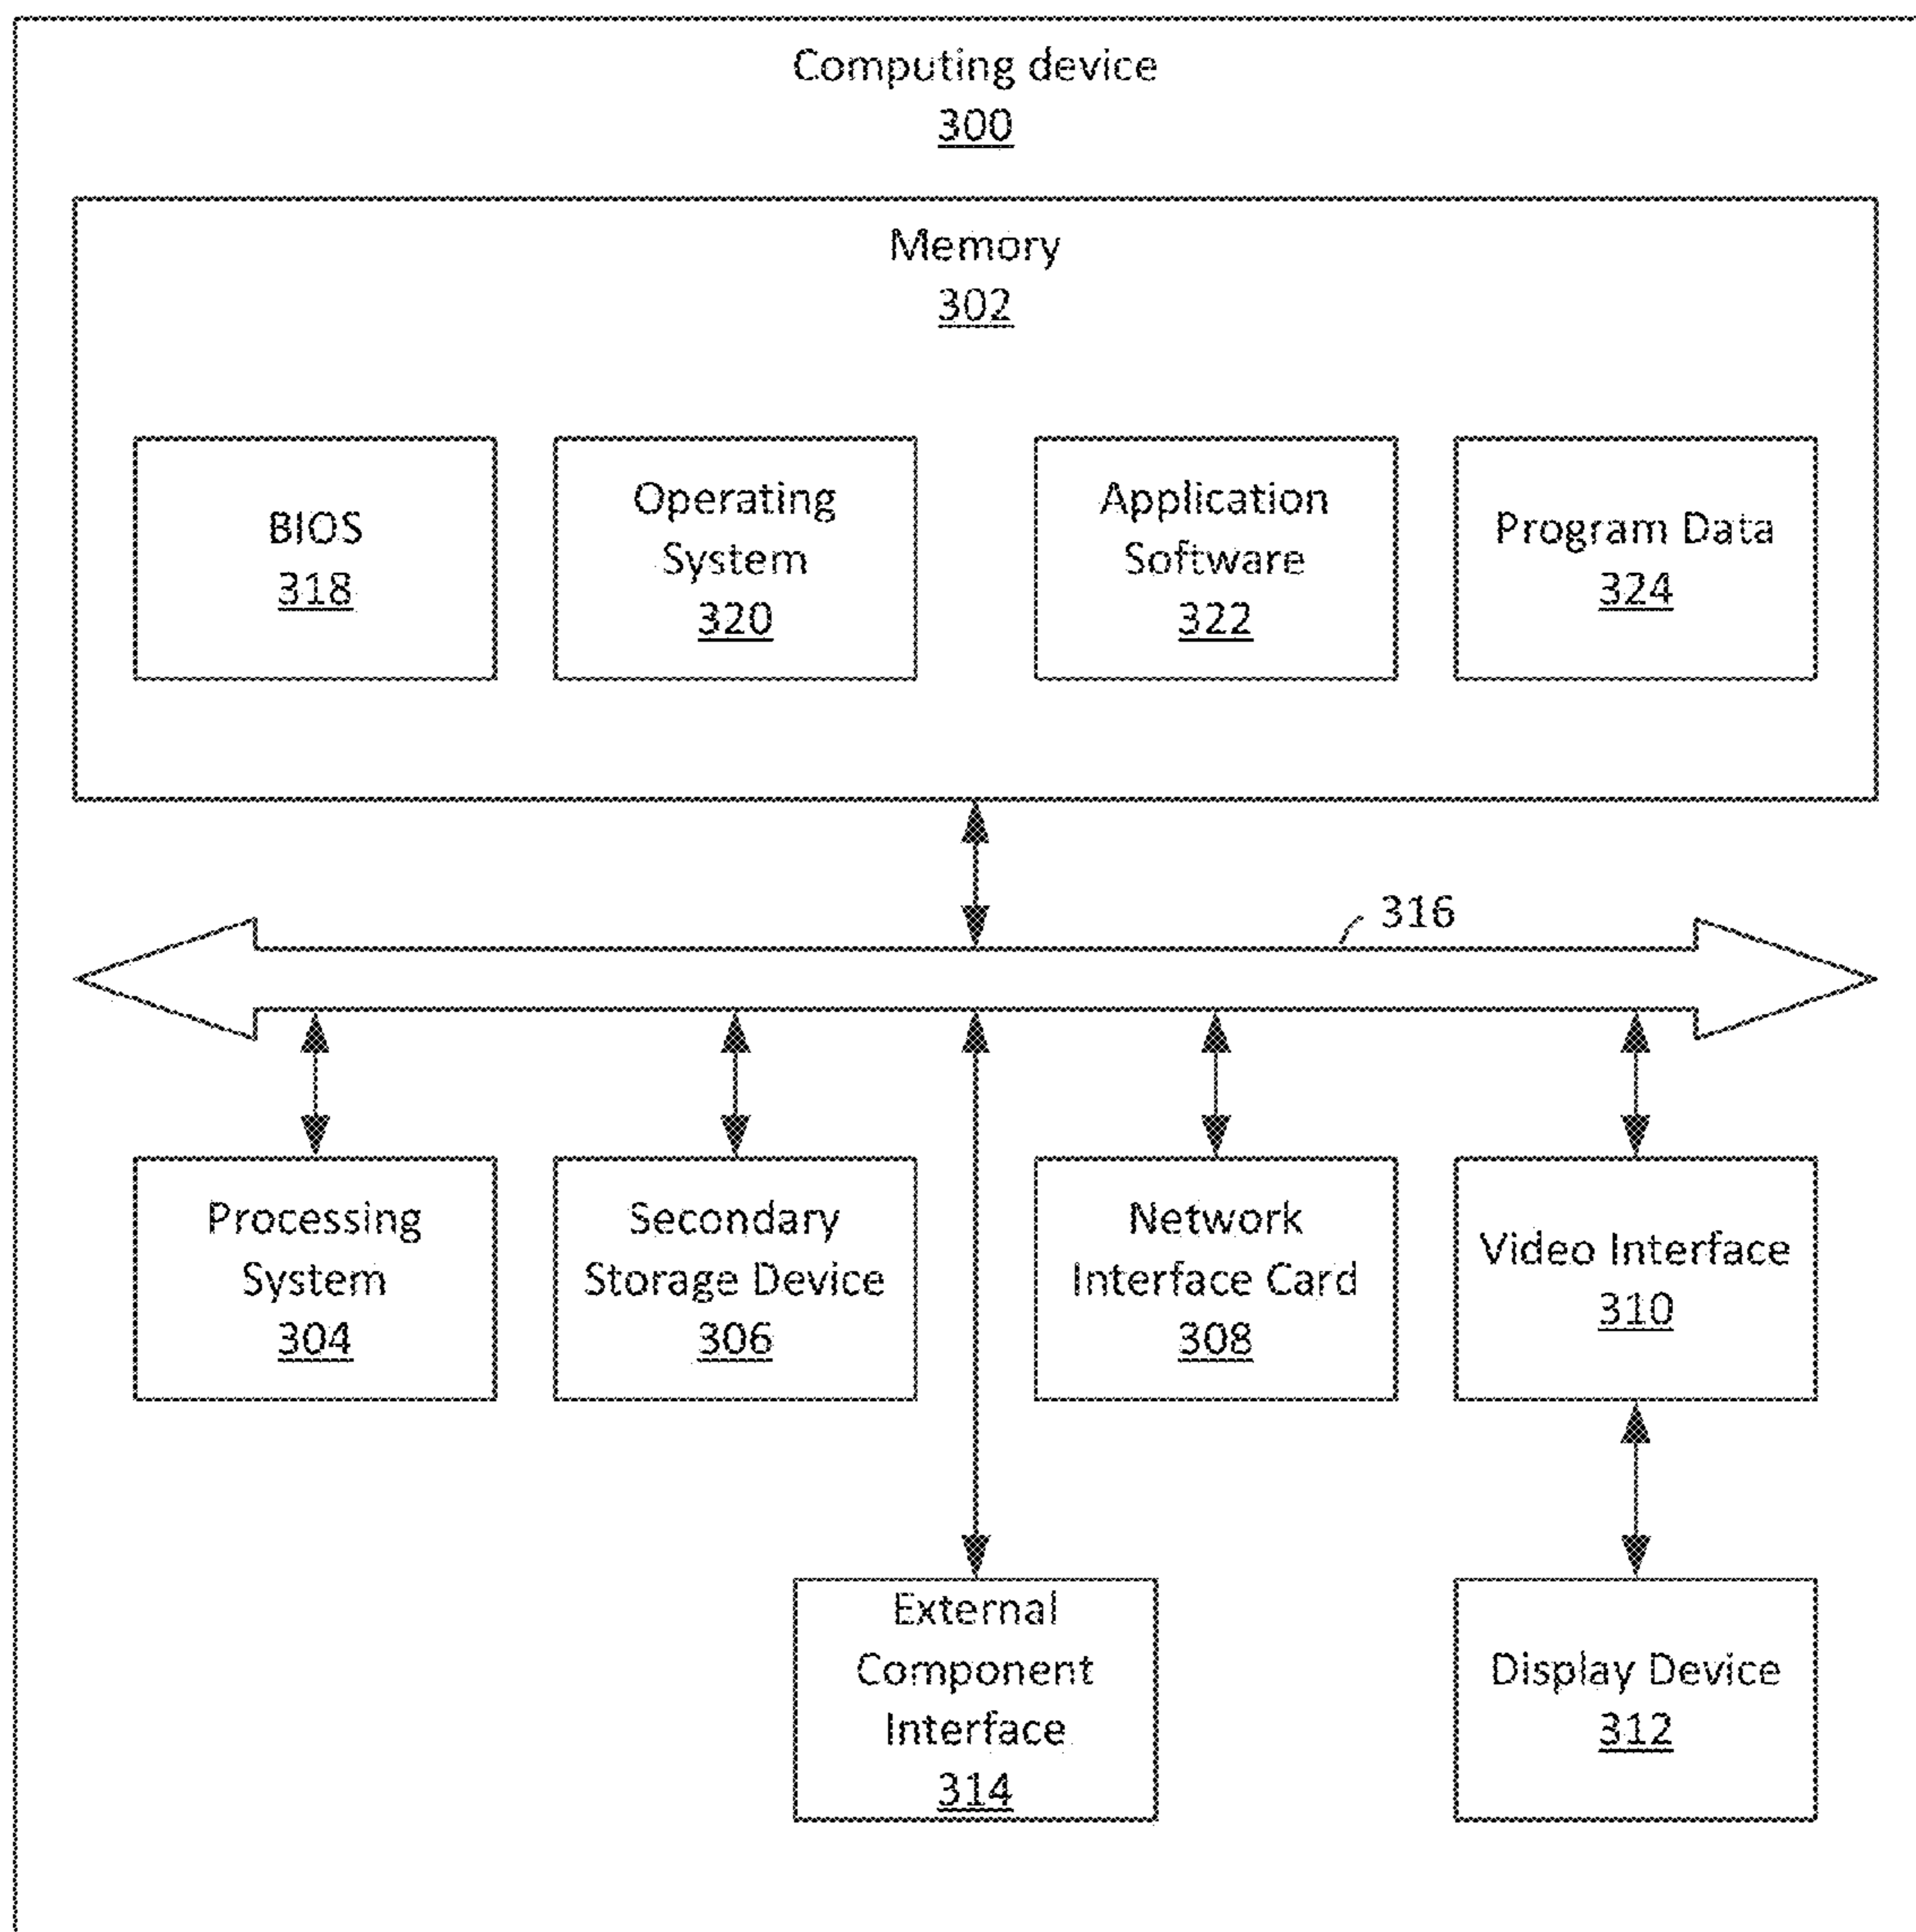 Computing device
300
Memory
302
BIOS
318
Operating
System
320
Application
Software
322
Program Data
324
316
Processing
System
304
Secondary
Storage Device
306
Network
Interface Card
308
Video Interface
310
External
Component
Interface
314
Display Device
312